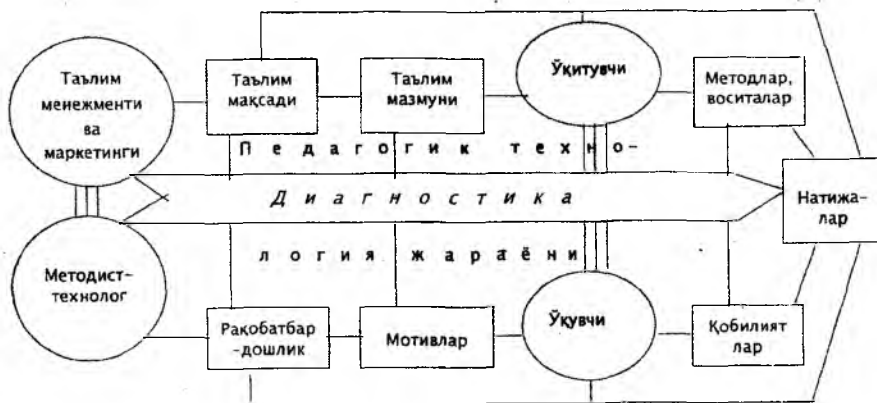 Таълим
менежменти
ва
маркетинги
Таълим
мақсади
Таълим
мазмуни
Ўқитувчи
Методлар,
воситалар
Педагогик техно-
Диагностика
Натижа-
лар
логия жараёни
Методист-
технолог
Рақобатбар
-дошлик
Мотивлар
Ўқувчи
Қобилият
лар